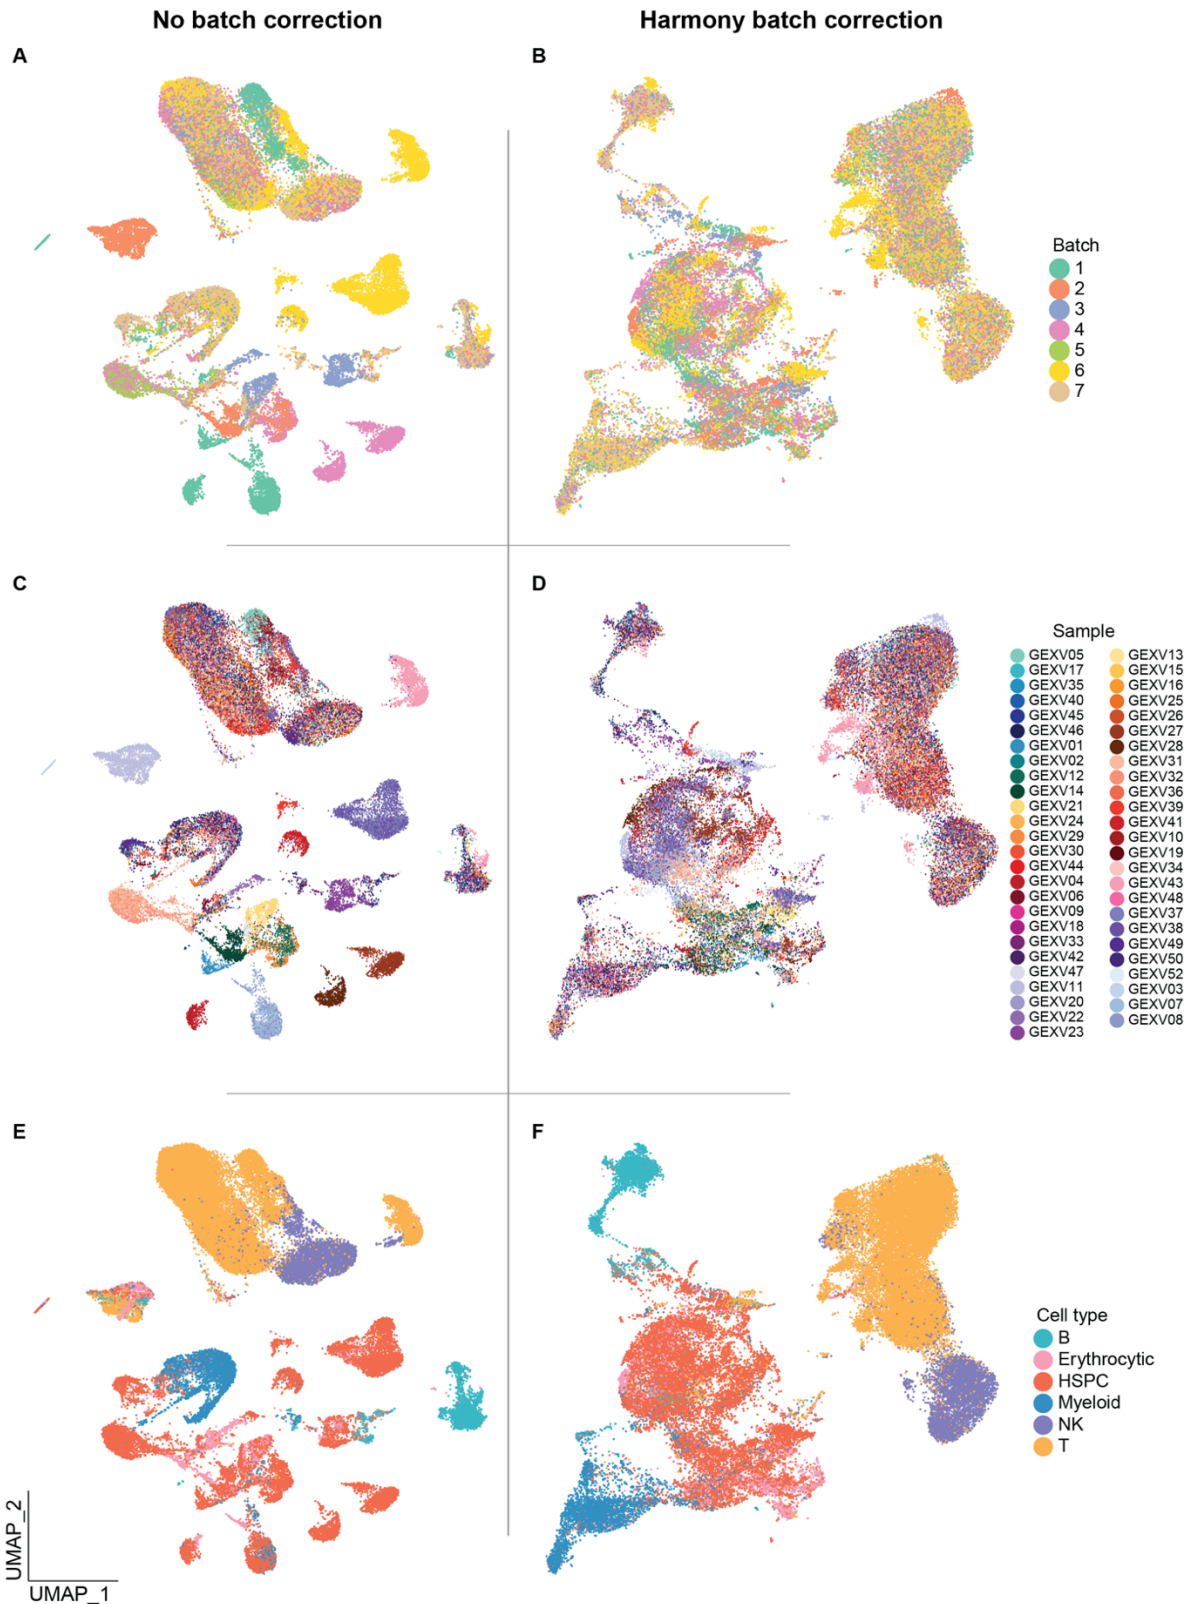 No batch correction
Harmony batch correction
A
B
Batch
1
2
3
4
5
6
7
C
D
Sample
GEXV05
GEXV17
GEXV35
GEXV40
GEXV45
GEXV46
GEXV01
GEXV02
GEXV12
GEXV14
GEXV21
GEXV24
GEXV29
GEXV30
GEXV44
GEXV04
GEXV06
GEXV09
GEXV18
GEXV33
GEXV42
GEXV47
GEXV11
GEXV20
GEXV22
GEXV23
GEXV13
GEXV15
GEXV16
GEXV25
GEXV26
GEXV27
GEXV28
GEXV31
GEXV32
GEXV36
GEXV39
GEXV41
GEXV10
GEXV19
GEXV34
GEXV43
GEXV48
GEXV37
GEXV38
GEXV49
GEXV50
GEXV52
GEXV03
GEXV07
GEXV08
E
F
Cell type
B
Erythrocytic
HSPC
Myeloid
NK
T
UMAP_2
UMAP_1